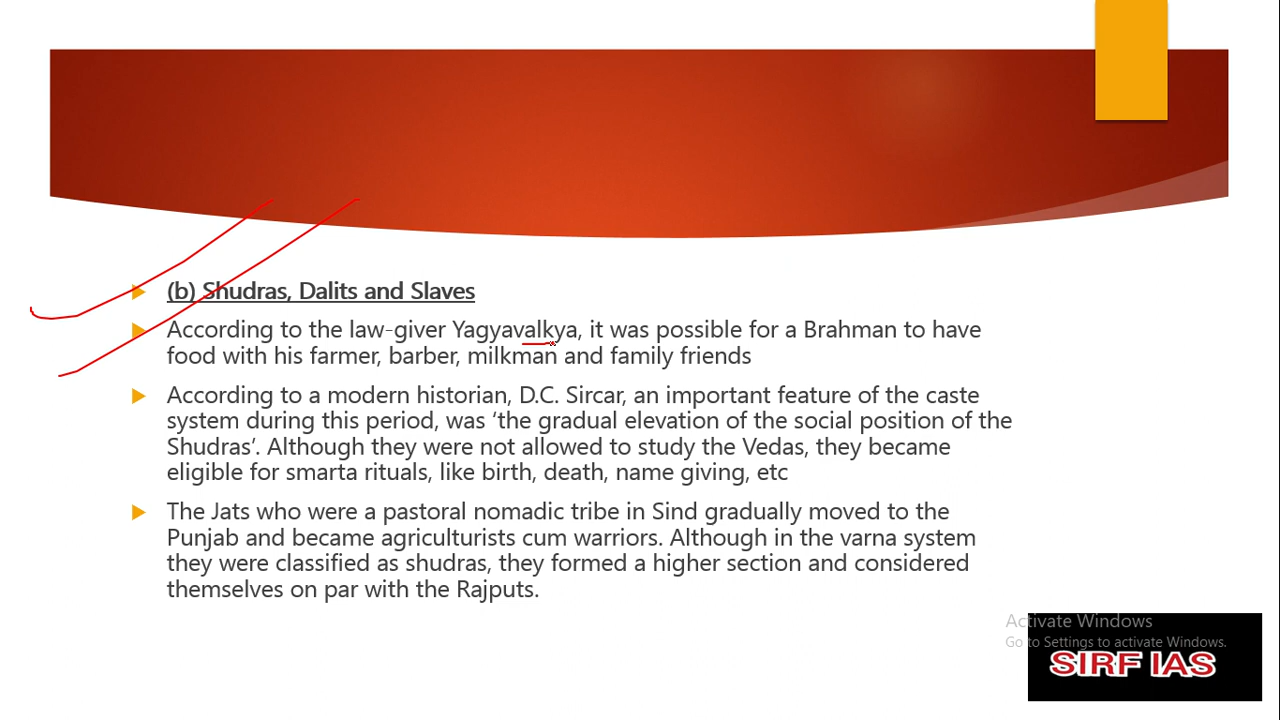 (b) Shudras, Dalits and Slaves
According to the law-giver Yagyavalkya, it was possible for a Brahman to have
food with his farmer, barber, milkman and family friends
According to a modern historian, D.C. Sircar, an important feature of the caste
system during this period, was ‘the gradual elevation of the social position of the
Shudras’. Although they were not allowed to study the Vedas, they became
eligible for smarta rituals, like birth, death, name giving, etc
The Jats who were a pastoral nomadic tribe in Sind gradually moved to the
Punjab and became agriculturists cum warriors. Although in the varna system
they were classified as shudras, they formed a higher section and considered
themselves on par with the Rajputs.
Activate Windows
Go to Settings to activate Windows.
SIRF IAS